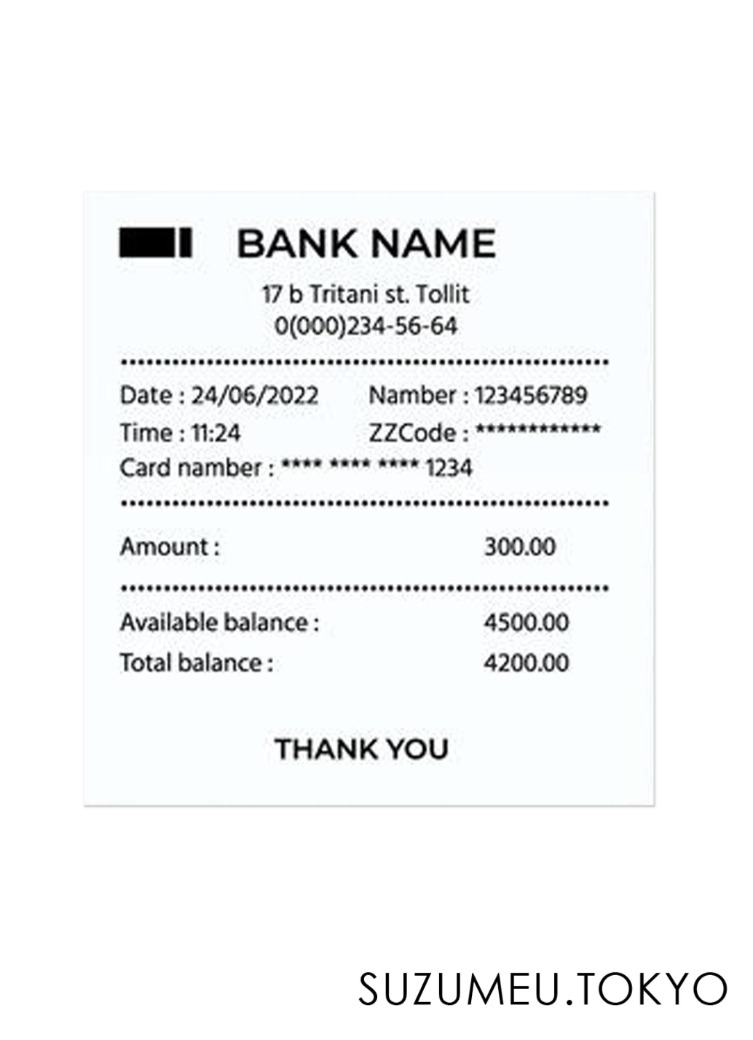 BANK NAME
17 b Tritani st. Tollit
0(000)234-56-64
Date : 24/06/2022 Namber : 123456789
Time : 11:24 ZZCode : ************
Card namber : **** **** **** 1234
Amount : 300.00
Available balance : 4500.00
Total balance : 4200.00
THANK YOU
SUZUMEU.TOKYO